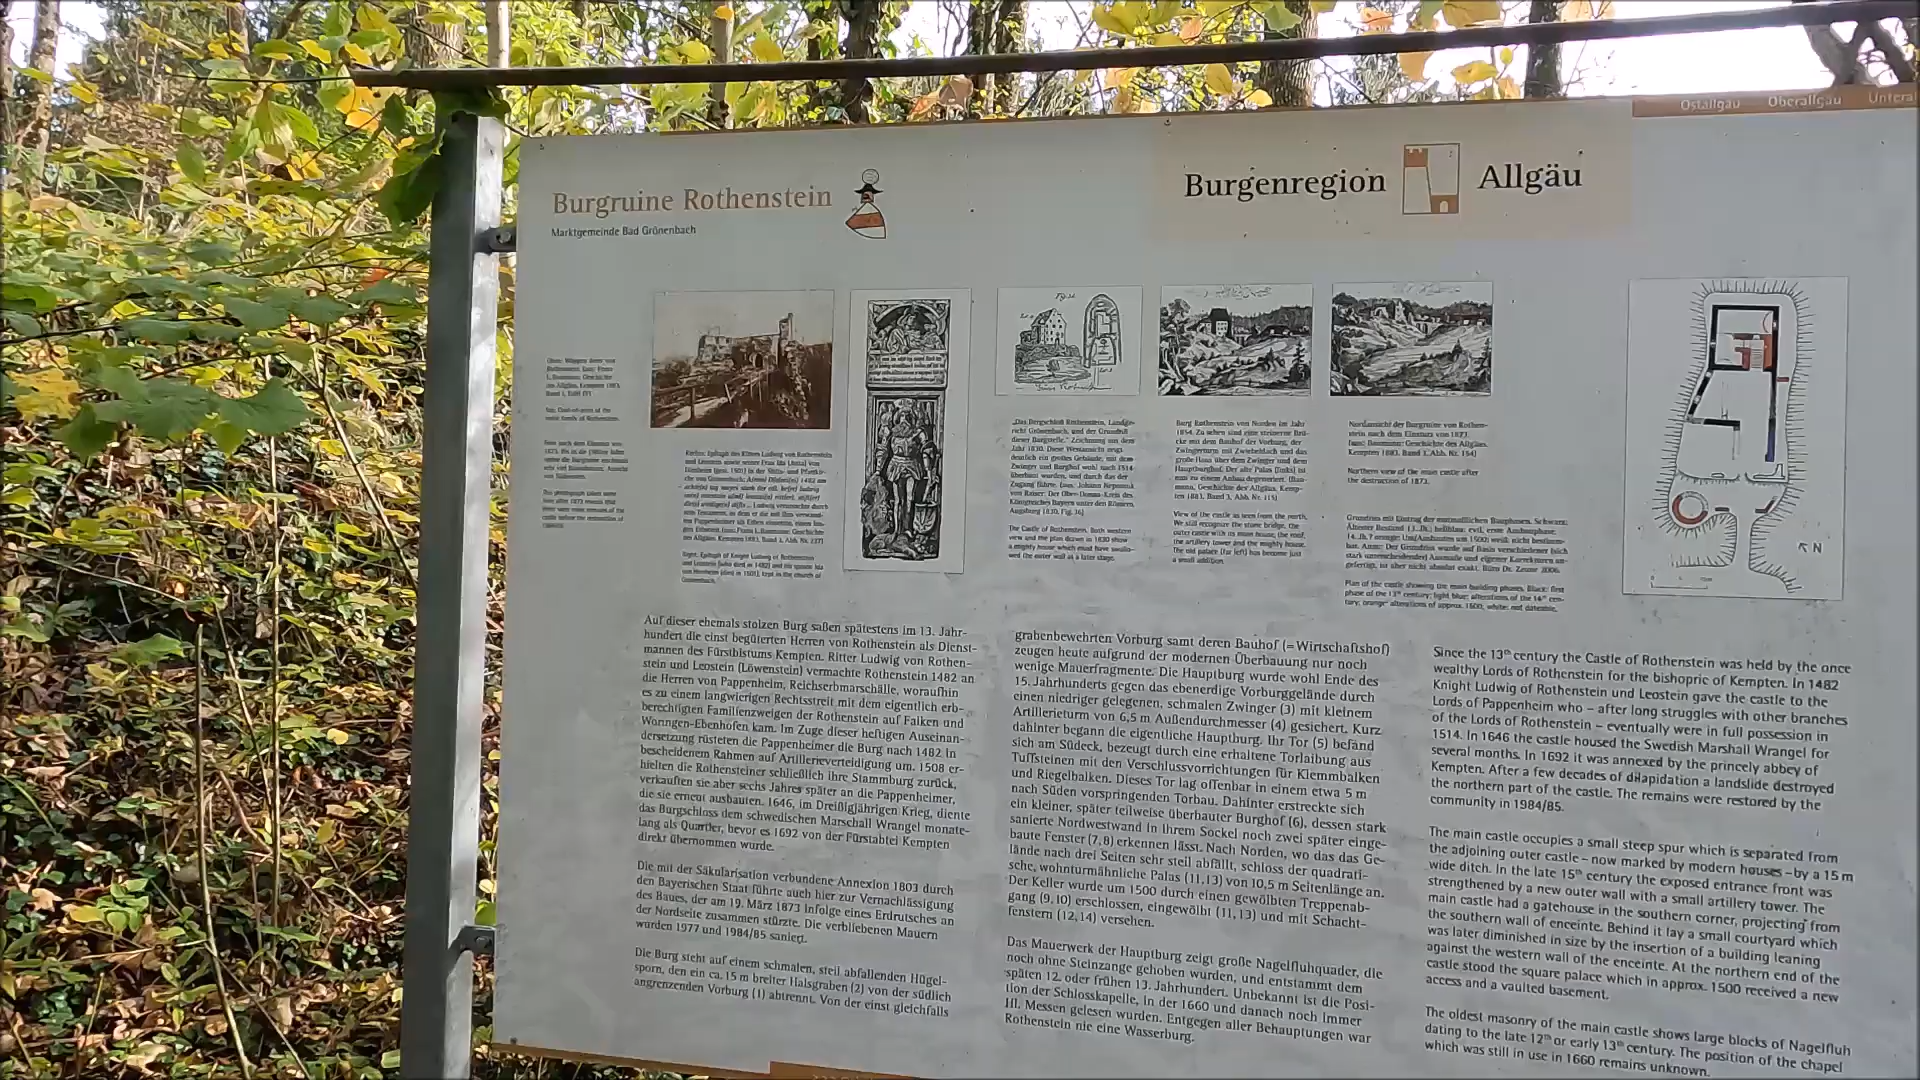 Ostallgäu Oberallgäu
Burgruine Rothenstein
Marktgemeinde Bad Grönenbach
Burgenregion Allgäu
Northern view of the main castle after
the destruction of 1873.
N
Auf dieser ehemals stolzen Burg saßen spätestens im 13. Jahr-
hundert die einst begüterten Herren von Rothenstein als Dienst-
mannen des Fürstbistums Kempten. Ritter Ludwig von Rothen-
stein und Leostein (Löwenstein) vermachte Rothenstein 1482 an
die Herren von Pappenheim, Reichserbmarschälle, woraufhin
es zu einem langwierigen Rechtsstreit mit dem eigentlich erb-
berechtigten Familienzweigen der Rothenstein auf Falken und
Woringen-Ebenhofen kam. Im Zuge dieser heftigen Auseinan-
dersetzung rüsteten die Pappenheimer die Burg nach 1482 in
bescheidenem Rahmen auf Artillerieverteidigung um. 1508 er-
hielten die Rothensteiner schließlich ihre Stammburg zurück,
verkauften sie aber sechs Jahre später an die Pappenheimer,
die sie erneut ausbauten. 1646, im Dreißigjährigen Krieg, diente
das Burgschloss dem schwedischen Marschall Wrangel monate-
lang als Quartier, bevor es 1692 von der Fürstabtei Kempten
direkt übernommen wurde.
Die mit der Säkularisation verbundene Annexion 1803 durch
den Bayerischen Staat führte auch hier zur Vernachlässigung
des Baues, der am 19. März 1873 infolge eines Erdrutsches an
der Nordseite zusammen stürzte. Die verbliebenen Mauern
wurden 1977 und 1984/85 saniert.
Die Burg steht auf einem schmalen, steil abfallenden Hügel-
sporn, den ein ca. 15 m breiter Halsgraben (2) von der südlich
angrenzenden Vorburg (1) abtrennt. Von der einst gleichfalls
grabenbewehrten Vorburg samt deren Bauhof (=Wirtschaftshof)
zeugen heute aufgrund der modernen Überbauung nur noch
wenige Mauerfragmente. Die Hauptburg wurde wohl Ende des
15. Jahrhunderts gegen das ebenerdige Vorburggelände durch
einen niedriger gelegenen, schmalen Zwinger (3) mit kleinem
Artillerieturm von 6,5 m Außendurchmesser (4) gesichert. Kurz
dahinter begann die eigentliche Hauptburg. Ihr Tor (5) befand
sich am Südeck, bezeugt durch eine erhaltene Torlaibung aus
Tuffsteinen mit den Verschlussvorrichtungen für Klemmbalken
und Riegelbalken. Dieses Tor lag offenbar in einem etwa 5 m
nach Süden vorspringenden Torbau. Dahinter erstreckte sich
ein kleiner, später teilweise überbauter Burghof (6), dessen stark
sanierte Nordwestwand in ihrem Sockel noch zwei später einge-
baute Fenster (7,8) erkennen lässt. Nach Norden, wo das das Ge-
lände nach drei Seiten sehr steil abfällt, schloss der quadrati-
sche, wohnturmähnliche Palas (11,13) von 10,5 m Seitenlänge an.
Der Keller wurde um 1500 durch einen gewölbten Treppenab-
gang (9,10) erschlossen, eingewölbt (11,13) und mit Schacht-
fenstern (12,14) versehen.
Das Mauerwerk der Hauptburg zeigt große Nagelfluhquader, die
noch ohne Steinzange gehoben wurden, und entstammt dem
späten 12. oder frühen 13. Jahrhundert. Unbekannt ist die Posi-
tion der Schlosskapelle, in der 1660 und danach noch immer
Hl. Messen gelesen wurden. Entgegen aller Behauptungen war
Rothenstein nie eine Wasserburg.
Since the 13th century the Castle of Rothenstein was held by the once
wealthy Lords of Rothenstein for the bishopric of Kempten. In 1482
Knight Ludwig of Rothenstein und Leostein gave the castle to the
Lords of Pappenheim who – after long struggles with other branches
of the Lords of Rothenstein – eventually were in full possession in
1514. In 1646 the castle housed the Swedish Marshall Wrangel for
several months. In 1692 it was annexed by the princely abbey of
Kempten. After a few decades of dilapidation a landslide destroyed
the northern part of the castle. The remains were restored by the
community in 1984/85.
The main castle occupies a small steep spur which is separated from
the adjoining outer castle – now marked by modern houses – by a 15 m
wide ditch. In the late 15th century the exposed entrance front was
strengthened by a new outer wall with a small artillery tower. The
main castle had a gatehouse in the southern corner, projecting from
the southern wall of enceinte. Behind it lay a small courtyard which
was later diminished in size by the insertion of a building leaning
against the western wall of the enceinte. At the northern end of the
castle stood the square palace which in approx. 1500 received a new
access and a vaulted basement.
The oldest masonry of the main castle shows large blocks of Nagelfluh
dating to the late 12th or early 13th century. The position of the chapel
which was still in use in 1660 remains unknown.